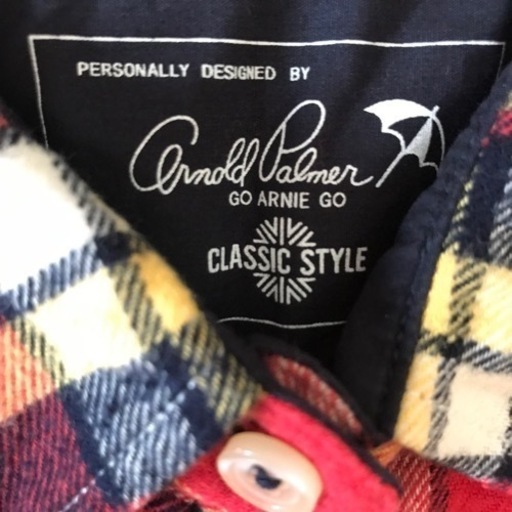 PERSONALLY DESIGNED BY
Arnold Palmer
GO ARNIE GO
CLASSIC STYLE